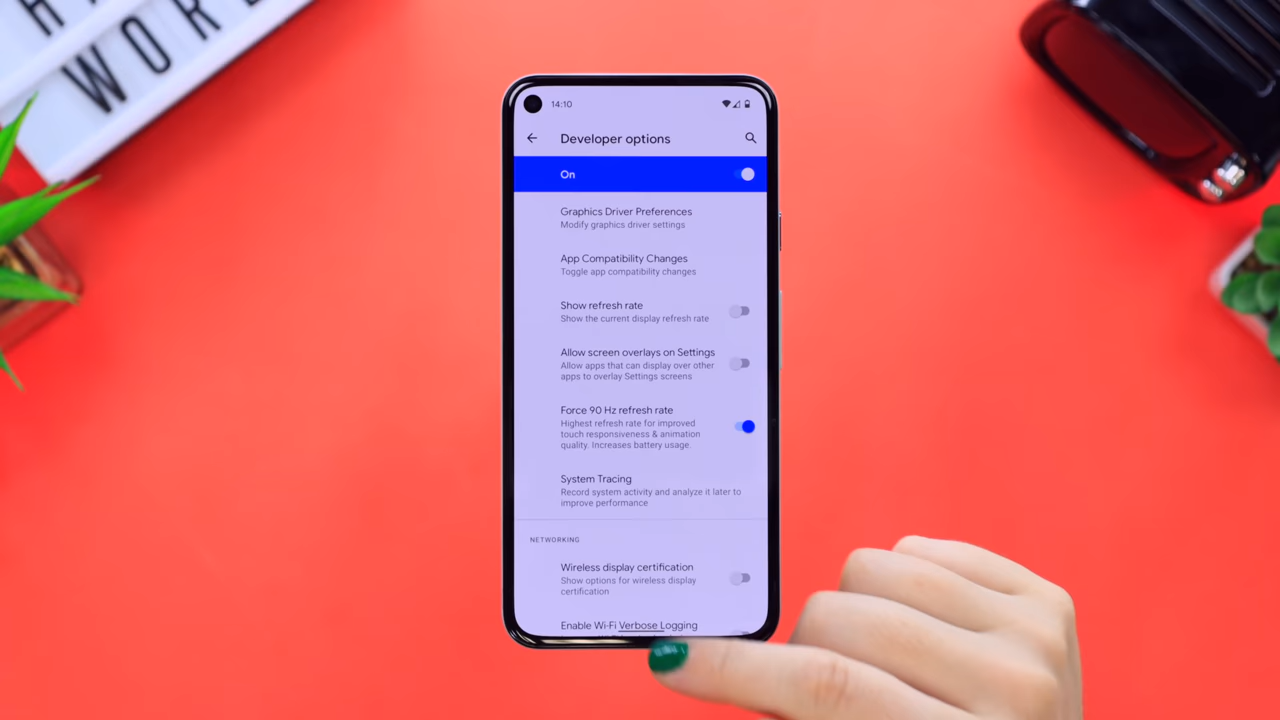 WOR
14:10
Developer options
On
Graphics Driver Preferences
Modify graphics driver settings
App Compatibility Changes
Toggle app compatibility changes
Show refresh rate
Show the current display refresh rate
Allow screen overlays on Settings
Allow apps that can display over other
apps to overlay Settings screens
Force 90 Hz refresh rate
Highest refresh rate for improved
touch responsiveness & animation
quality. Increases battery usage.
System Tracing
Record system activity and analyze it later to
improve performance
NETWORKING
Wireless display certification
Show options for wireless display
certification
Enable Wi-Fi Verbose Logging